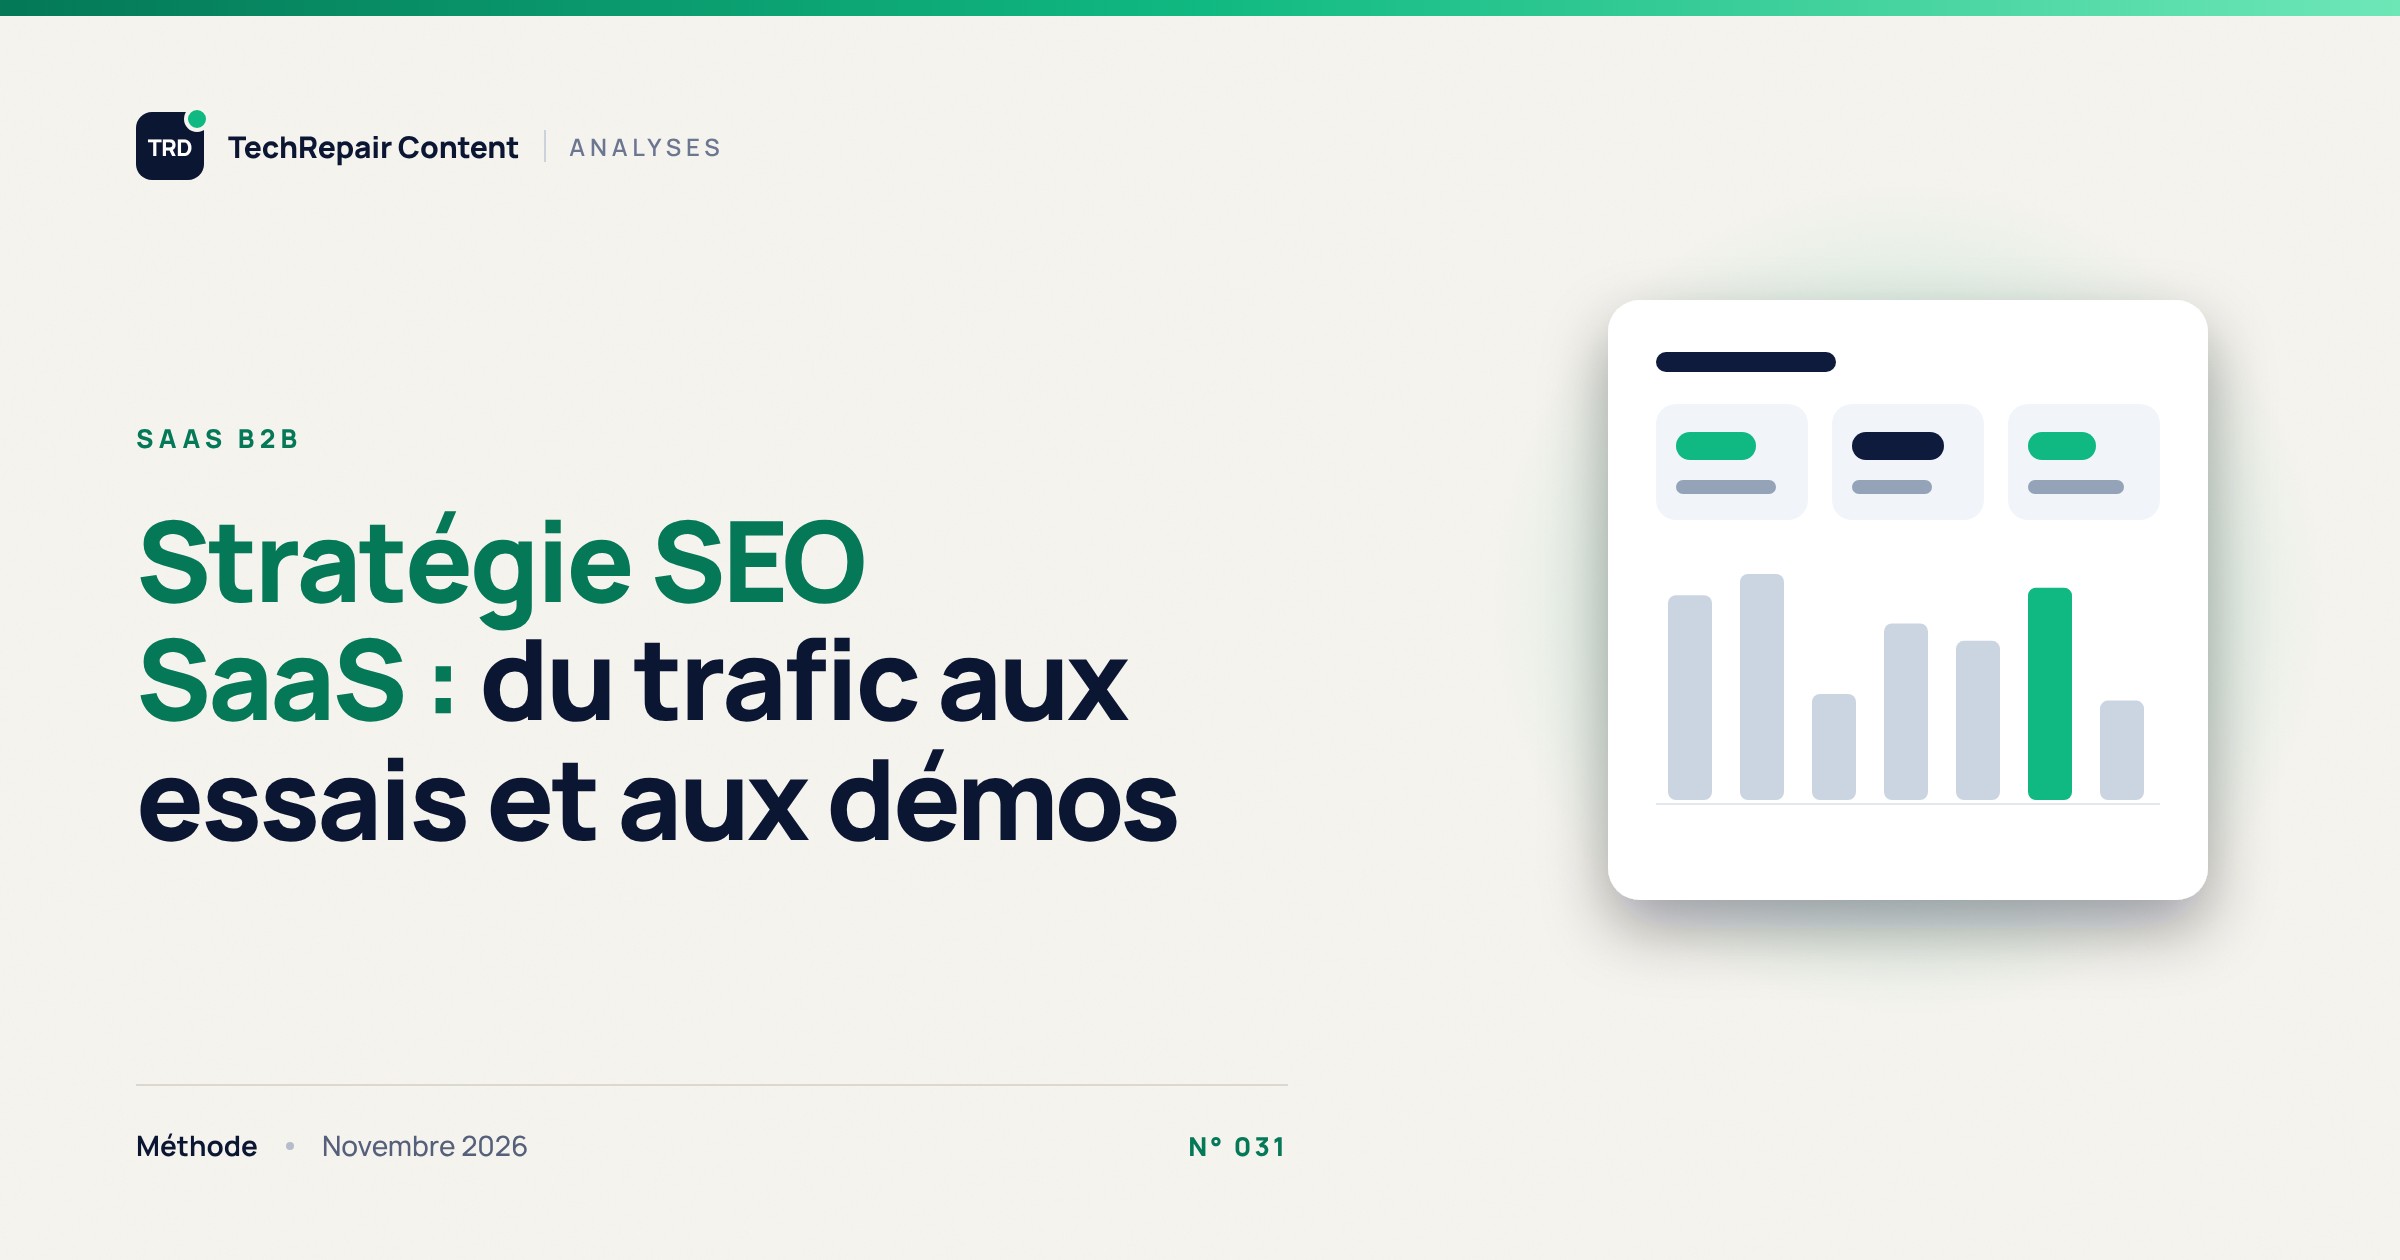 TRD
TechRepair Content
ANALYSES
SAAS B2B
Stratégie SEO
SaaS : du trafic aux
essais et aux démos
Méthode • Novembre 2026
N° 031